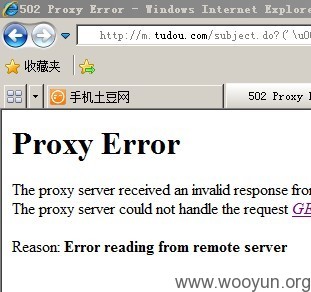 502 Proxy Error - Windows Internet Explore
http://m.tudou.com/subject.do?('\u0
收藏夹
手机土豆网
502 Proxy
Proxy Error
The proxy server received an invalid response from
The proxy server could not handle the request GE
Reason: Error reading from remote server
www.wooyun.org